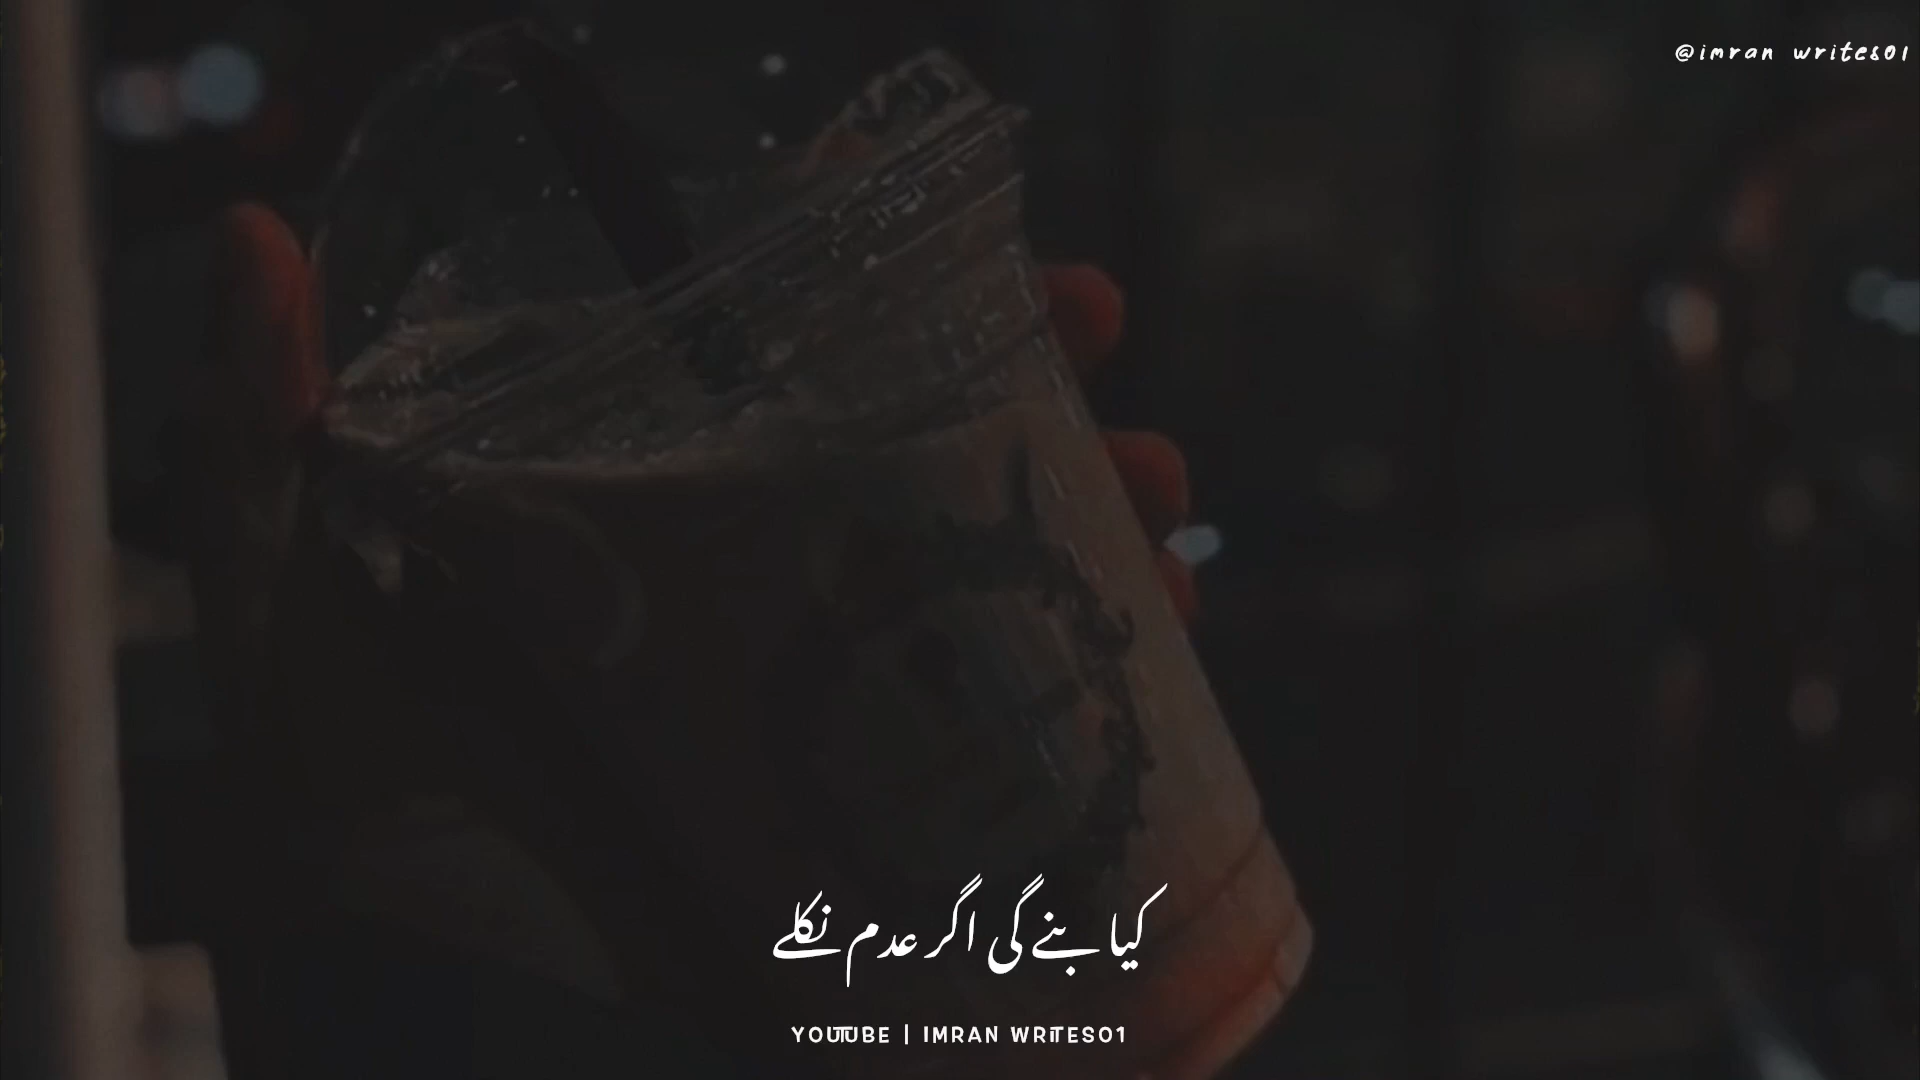 @imran writes01
کیا بنے گی اگر عدم نکلے
YOUTUBE | IMRAN WRITES01